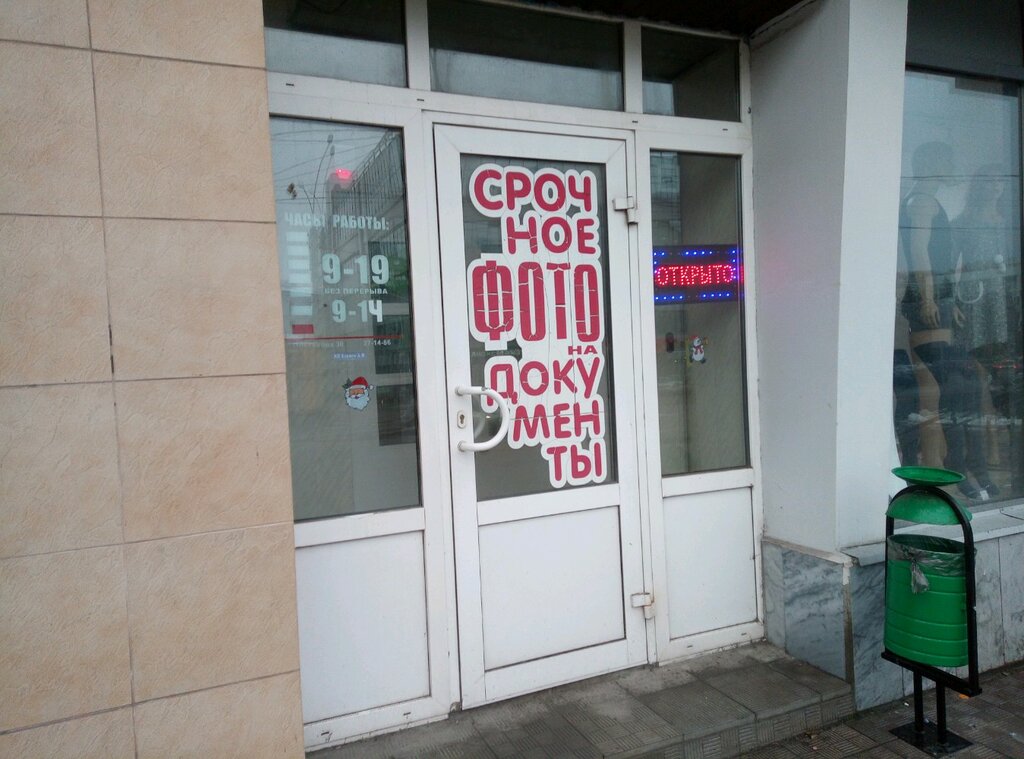 ЧАСЫ РАБОТЫ:
9-19
БЕЗ ПЕРЕРЫВА
9-14
СРОЧ
НОЕ
ФОТО
НА
ДОКУ
МЕН
ТЫ
ОТКРЫТО